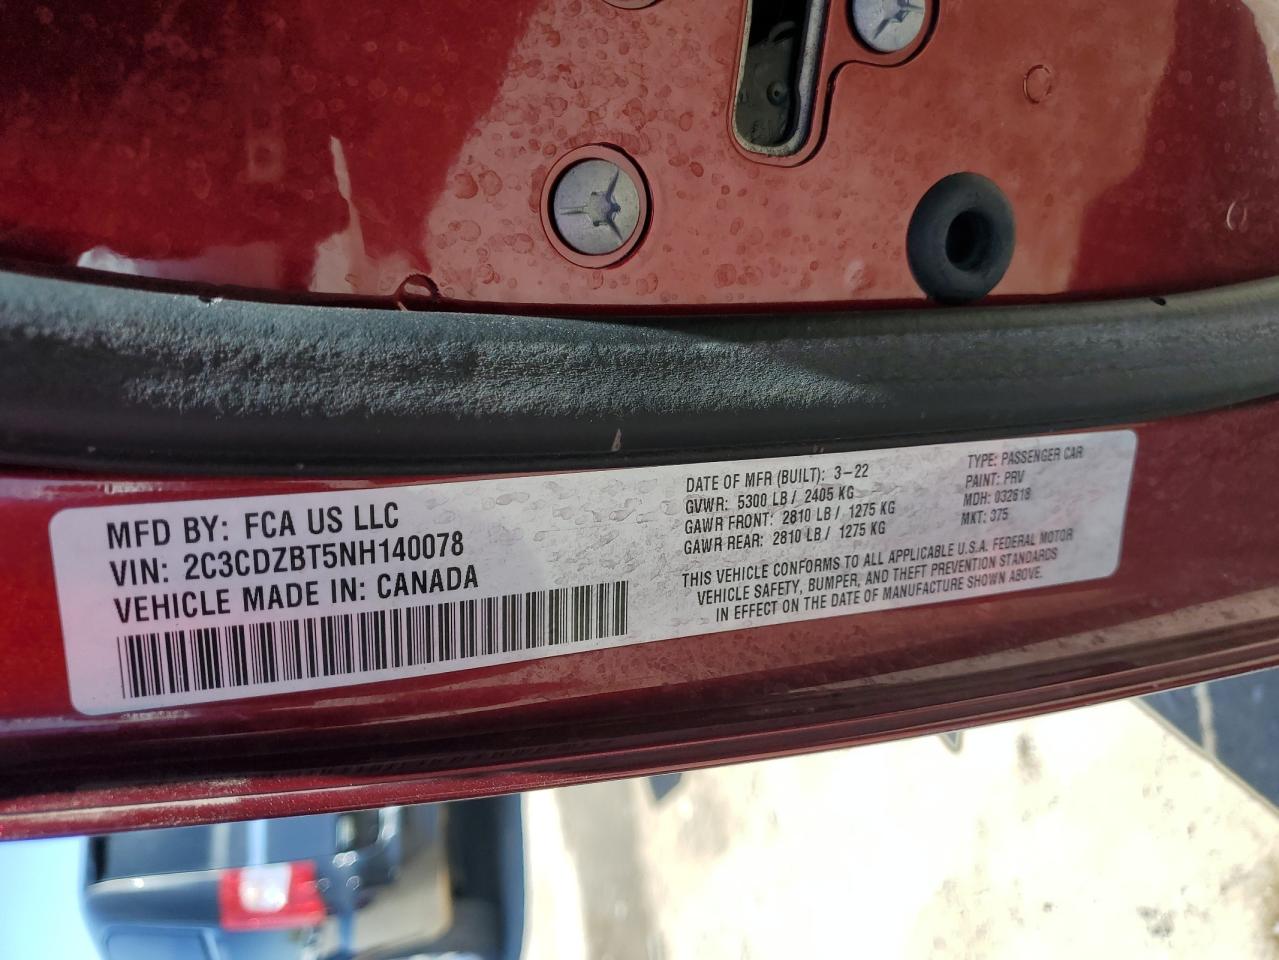 MFD BY: FCA US LLC
VIN: 2C3CDZBT5NH140078
VEHICLE MADE IN: CANADA
DATE OF MFR (BUILT): 3-22
GVWR: 5300 LB / 2405 KG
GAWR FRONT: 2810 LB / 1275 KG
GAWR REAR: 2810 LB / 1275 KG
TYPE: PASSENGER CAR
PAINT: PRV
MDH: 032618
MKT: 375
THIS VEHICLE CONFORMS TO ALL APPLICABLE U.S.A. FEDERAL MOTOR
VEHICLE SAFETY, BUMPER, AND THEFT PREVENTION STANDARDS
IN EFFECT ON THE DATE OF MANUFACTURE SHOWN ABOVE.